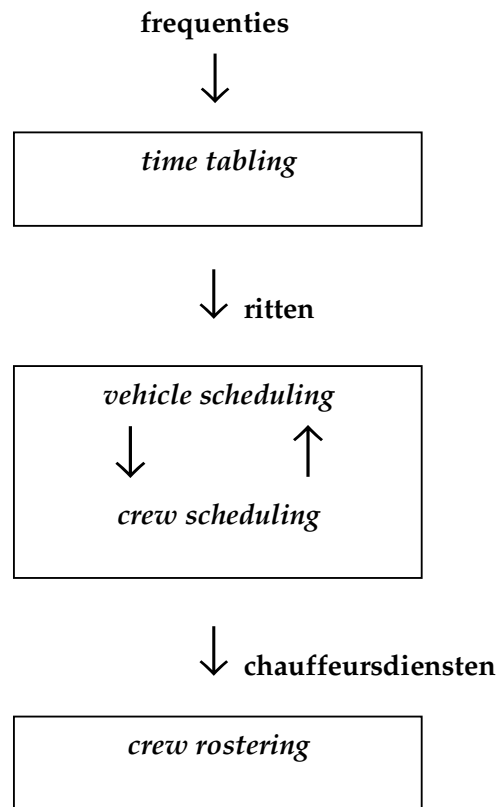 frequenties
time tabling
ritten
vehicle scheduling
crew scheduling
chauffeursdiensten
crew rostering